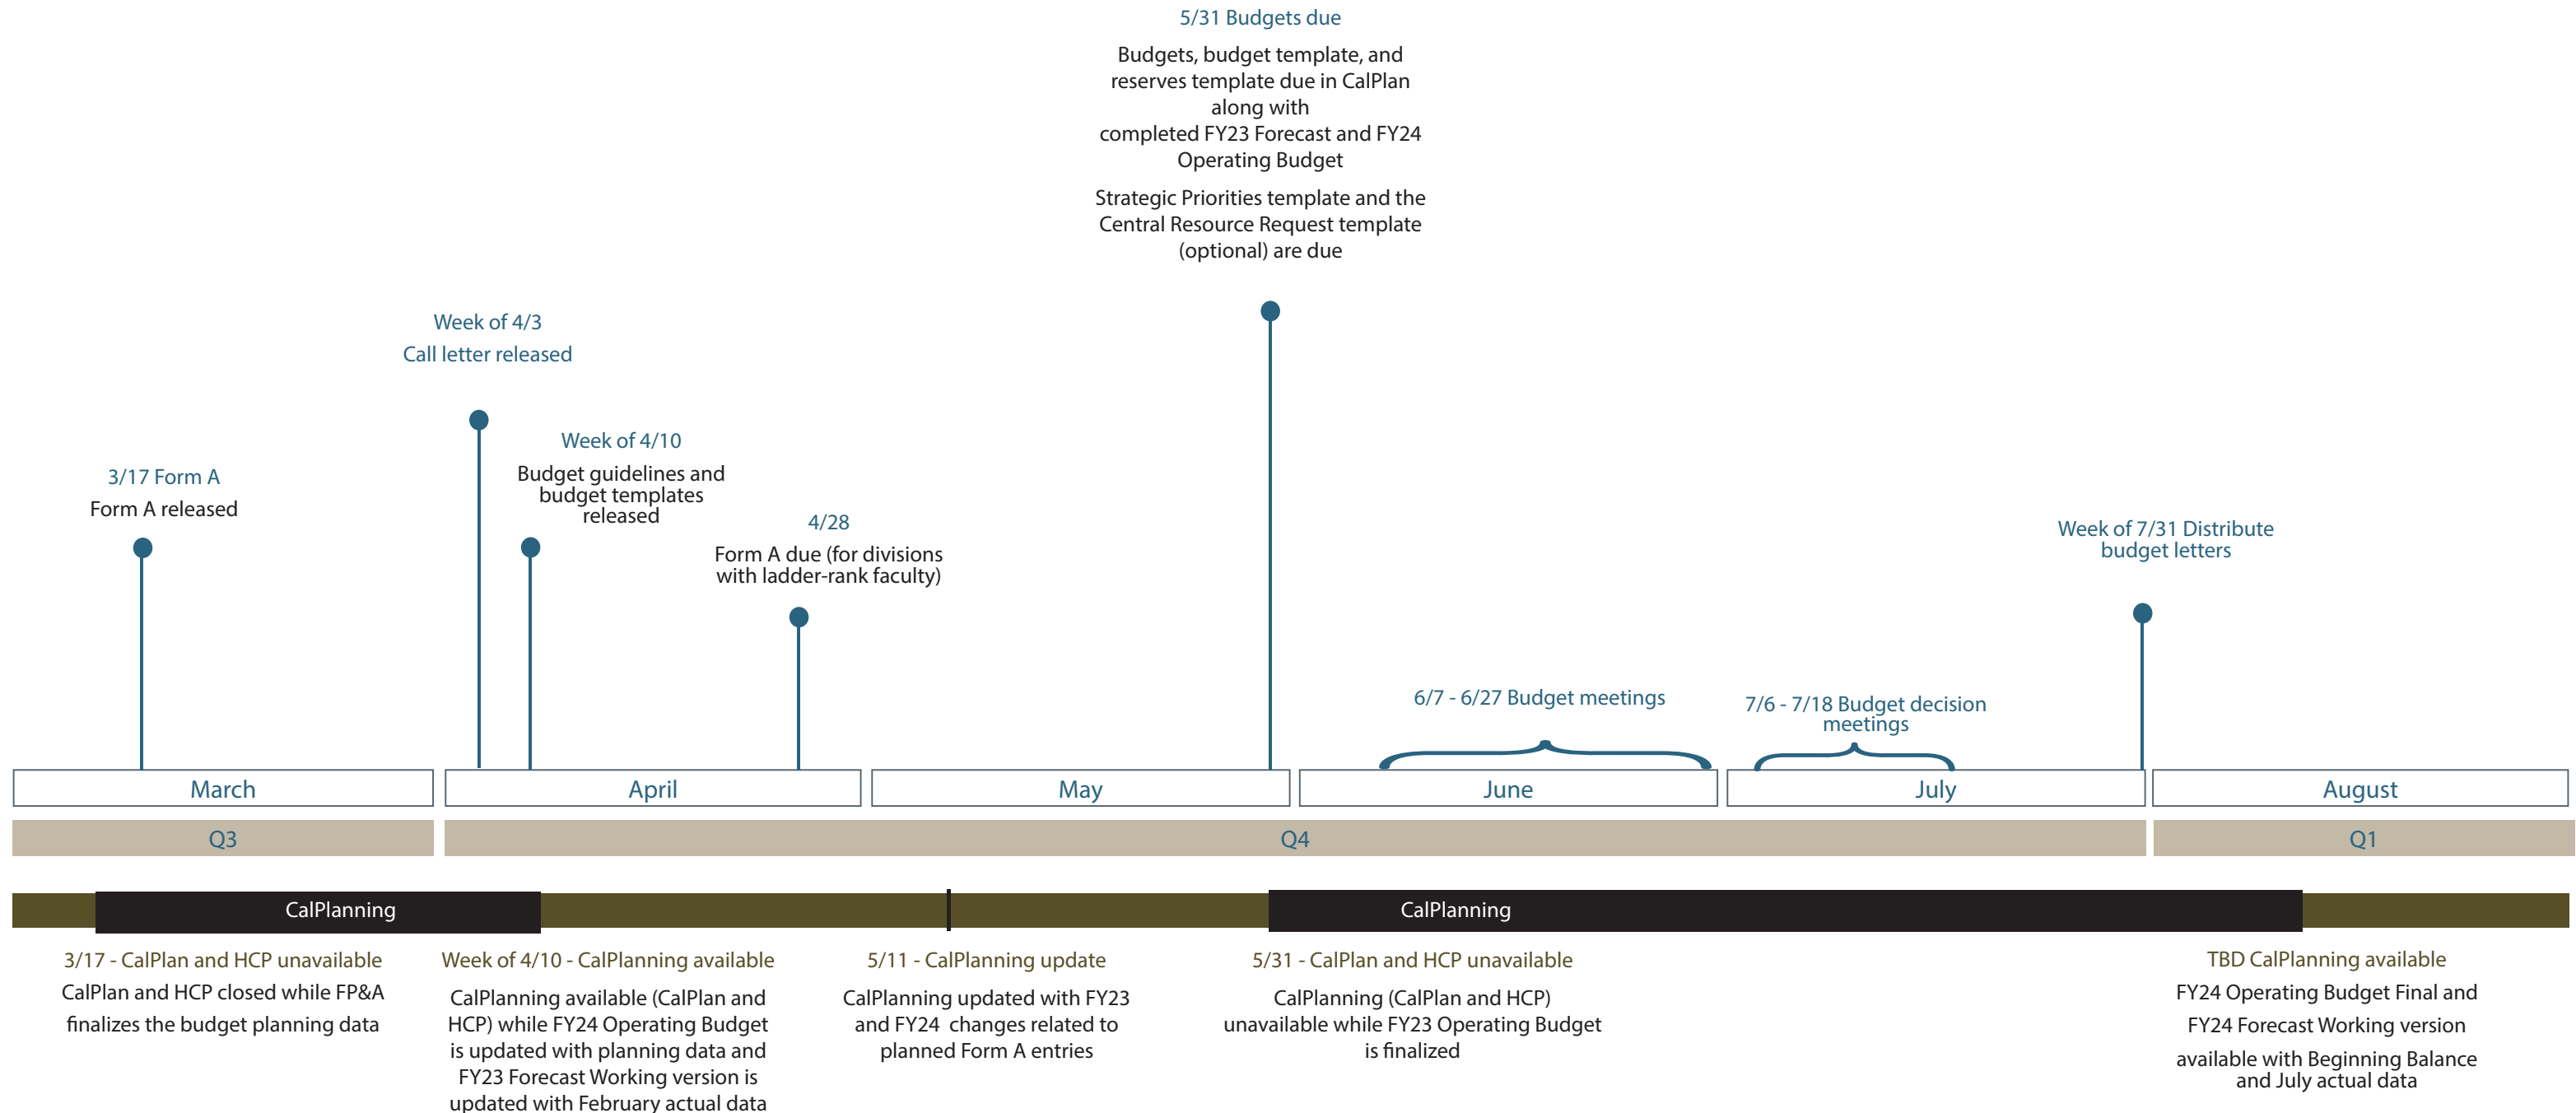 5/31 Budgets due
Budgets, budget template, and
reserves template due in CalPlan
along with
completed FY23 Forecast and FY24
Operating Budget
Strategic Priorities template and the
Central Resource Request template
(optional) are due
Week of 4/3
Call letter released
Week of 4/10
Budget guidelines and
budget templates
released
3/17 Form A
Form A released
4/28
Form A due (for divisions
with ladder-rank faculty)
Week of 7/31 Distribute
budget letters
6/7 - 6/27 Budget meetings
7/6 - 7/18 Budget decision
meetings
March
April
May
June
July
August
Q3
Q4
Q1
CalPlanning
CalPlanning
3/17 - CalPlan and HCP unavailable
CalPlan and HCP closed while FP&A
finalizes the budget planning data
Week of 4/10 - CalPlanning available
CalPlanning available (CalPlan and
HCP) while FY24 Operating Budget
is updated with planning data and
FY23 Forecast Working version is
updated with February actual data
5/11 - CalPlanning update
CalPlanning updated with FY23
and FY24 changes related to
planned Form A entries
5/31 - CalPlan and HCP unavailable
CalPlanning (CalPlan and HCP)
unavailable while FY23 Operating Budget
is finalized
TBD CalPlanning available
FY24 Operating Budget Final and
FY24 Forecast Working version
available with Beginning Balance
and July actual data